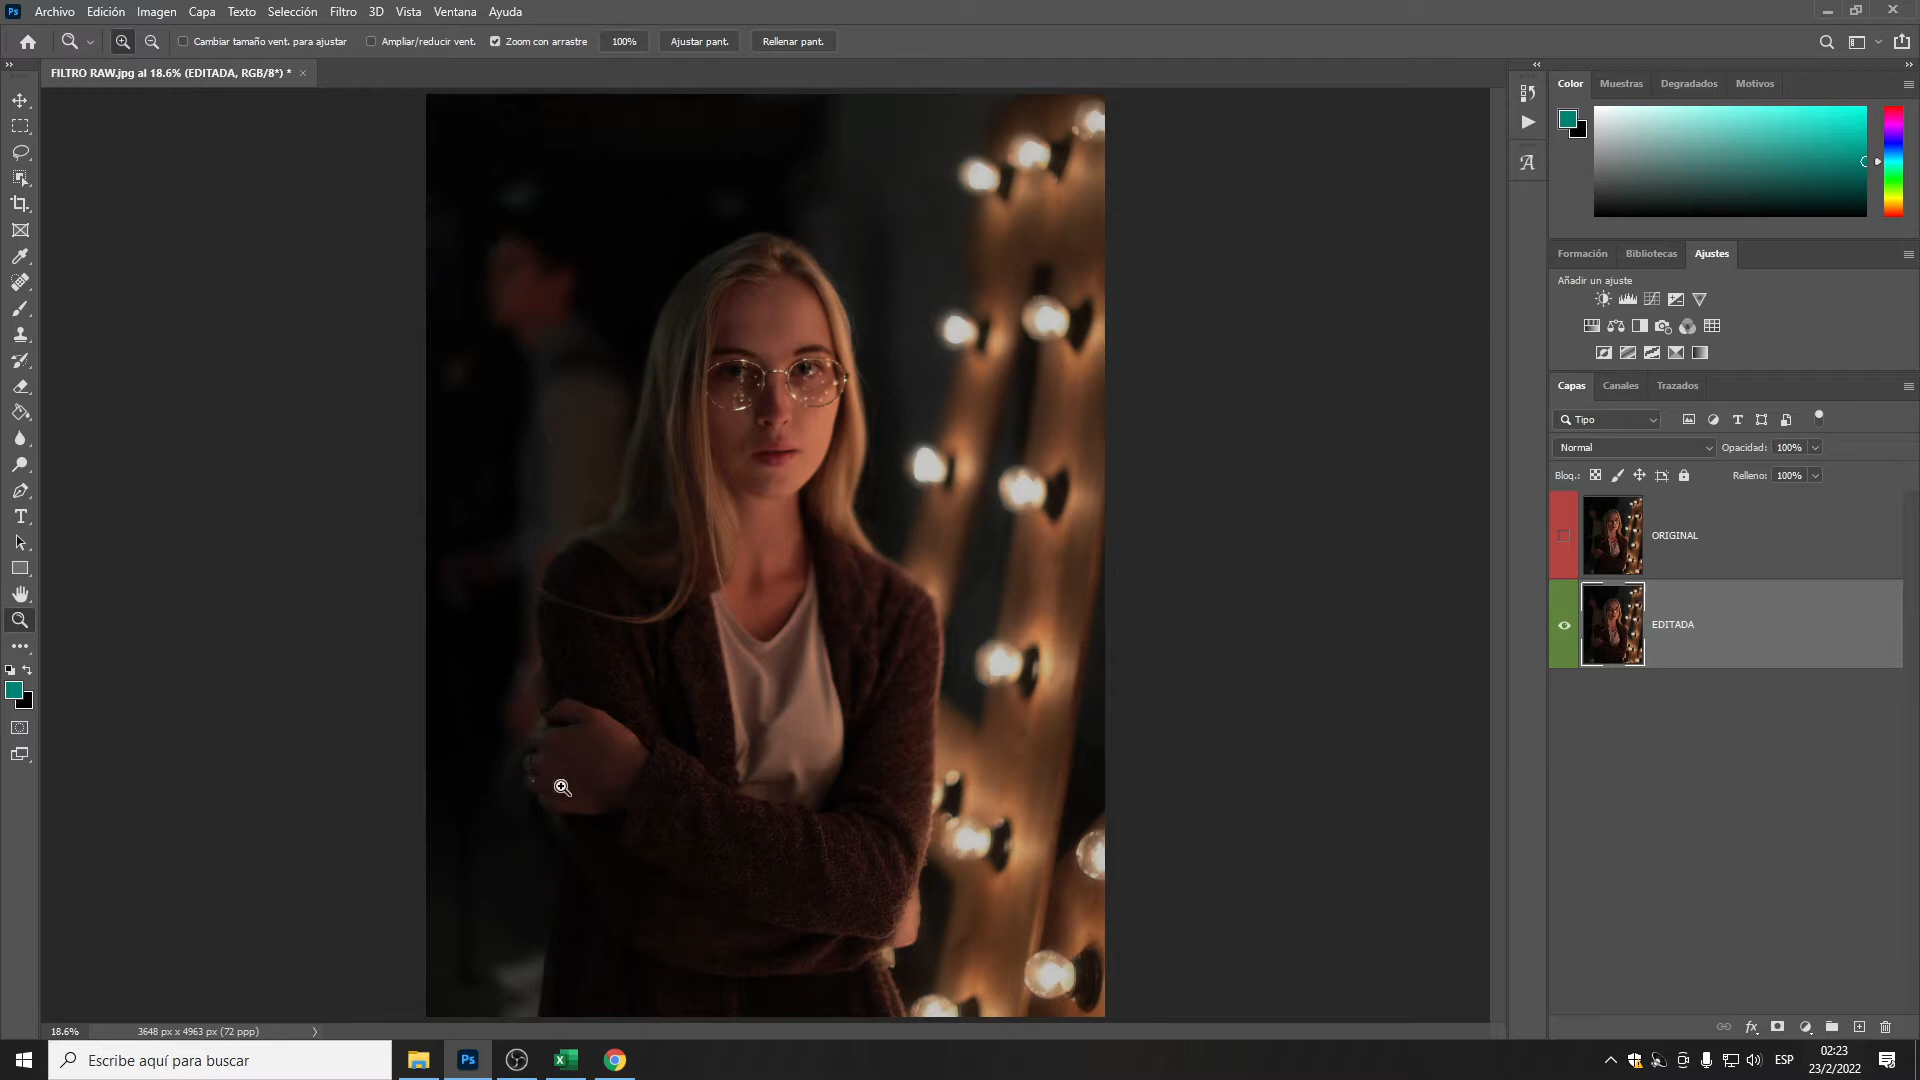 Ps Archivo Edición Imagen Capa Texto Selección Filtro 3D Vista Ventana Ayuda
Cambiar tamaño vent. para ajustar Ampliar/reducir vent. Zoom con arrastre 100% Ajustar pant. Rellenar pant.
FILTRO RAW.jpg al 18.6% (EDITADA, RGB/8*) * ×
Color Muestras Degradados Motivos
Formación Bibliotecas Ajustes
Añadir un ajuste
Capas Canales Trazados
Tipo
Normal Opacidad: 100%
Bloq.: Relleno: 100%
ORIGINAL
EDITADA
18.6% 3648 px x 4963 px (72 ppp)
Escribe aquí para buscar
Ps
ESP
02:23
23/2/2022